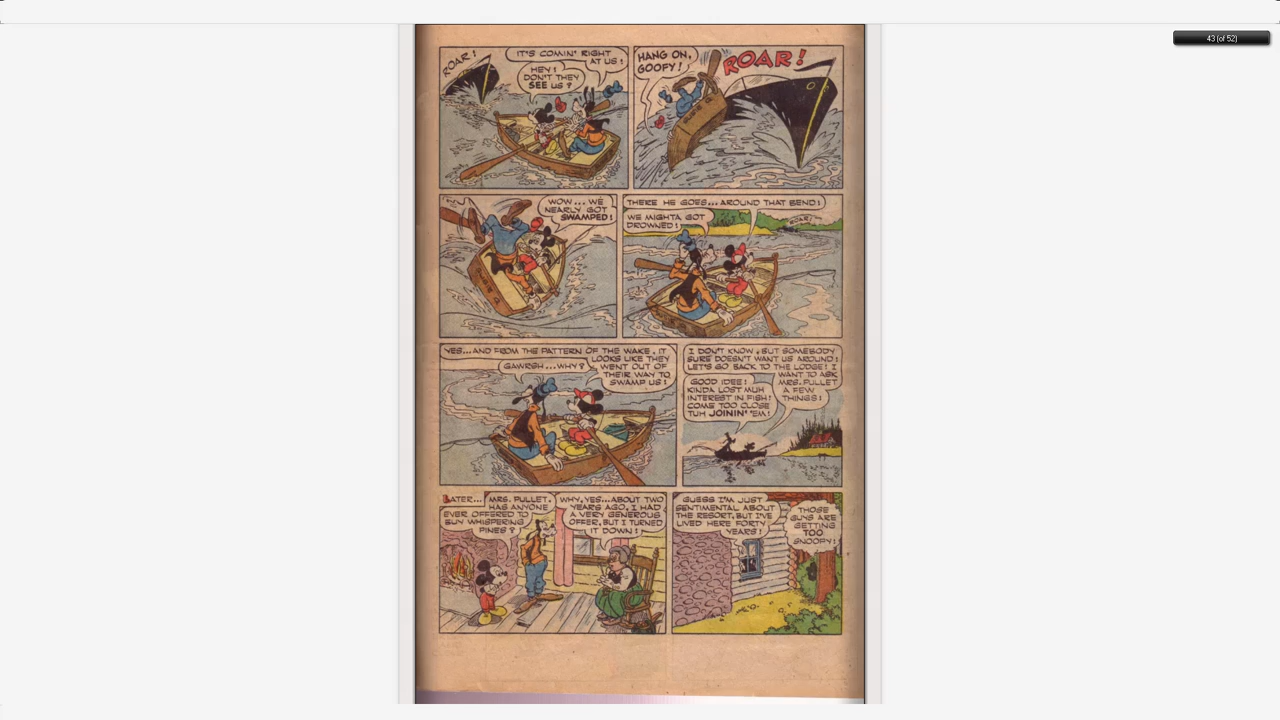 43 (of 52)
ROAR!
IT'S COMIN' RIGHT
AT US!
HEY!
DON'T THEY
SEE US?
HANG ON,
GOOFY!
ROAR!
WOW... WE
NEARLY GOT
SWAMPED!
THERE HE GOES... AROUND THAT BEND!
WE MIGHTA GOT
DROWNED!
ROAR!
YES... AND FROM THE PATTERN OF THE WAKE, IT
LOOKS LIKE THEY
WENT OUT OF
THEIR WAY TO
SWAMP US!
GAWRSH... WHY?
I DON'T KNOW, BUT SOMEBODY
SURE DOESN'T WANT US AROUND!
LET'S GO BACK TO THE LODGE! I
WANT TO ASK
MRS. PULLET
A FEW
THINGS!
GOOD IDEE!
KINDA LOST MUH
INTEREST IN FISH!
COME TOO CLOSE
TUH JOININ' 'EM!
LATER...
MRS. PULLET,
HAS ANYONE
EVER OFFERED TO
BUY WHISPERING
PINES?
WHY, YES... ABOUT TWO
YEARS AGO, I HAD
A VERY GENEROUS
OFFER, BUT I TURNED
IT DOWN!
GUESS I'M JUST
SENTIMENTAL ABOUT
THE RESORT, BUT I'VE
LIVED HERE FORTY
YEARS!
THOSE
GUYS ARE
GETTING
TOO
SNOOPY!